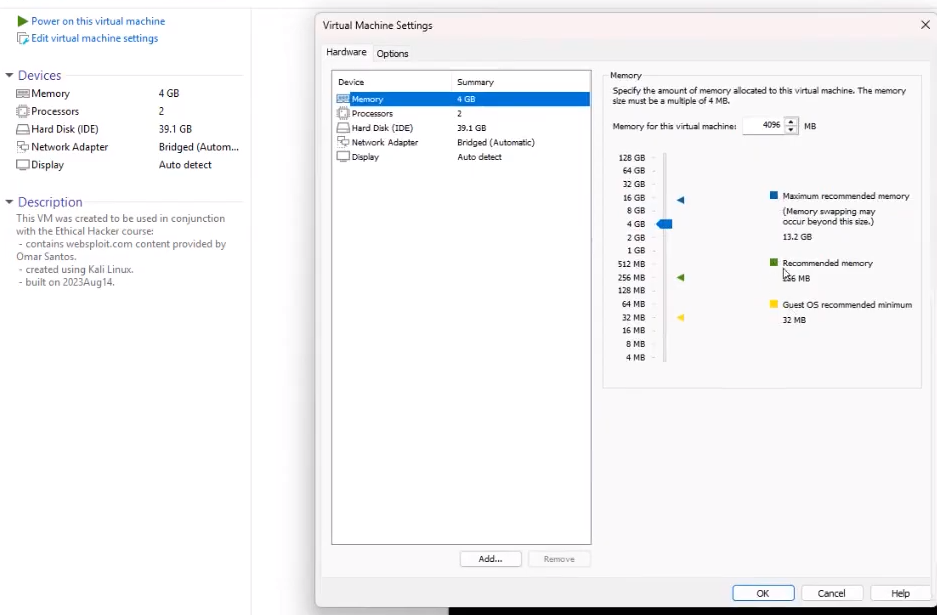 Power on this virtual machine
Edit virtual machine settings
Devices
Memory 4 GB
Processors 2
Hard Disk (IDE) 39.1 GB
Network Adapter Bridged (Autom...
Display Auto detect
Description
This VM was created to be used in conjunction
with the Ethical Hacker course:
- contains websploit.com content provided by
Omar Santos.
- created using Kali Linux.
- built on 2023Aug14.
Virtual Machine Settings
Hardware Options
Device Summary
Memory 4 GB
Processors 2
Hard Disk (IDE) 39.1 GB
Network Adapter Bridged (Automatic)
Display Auto detect
Add... Remove
Memory
Specify the amount of memory allocated to this virtual machine. The memory
size must be a multiple of 4 MB.
Memory for this virtual machine: 4096 MB
128 GB
64 GB
32 GB
16 GB
8 GB
4 GB
2 GB
1 GB
512 MB
256 MB
128 MB
64 MB
32 MB
16 MB
8 MB
4 MB
Maximum recommended memory
(Memory swapping may
occur beyond this size.)
13.2 GB
Recommended memory
256 MB
Guest OS recommended minimum
32 MB
OK Cancel Help